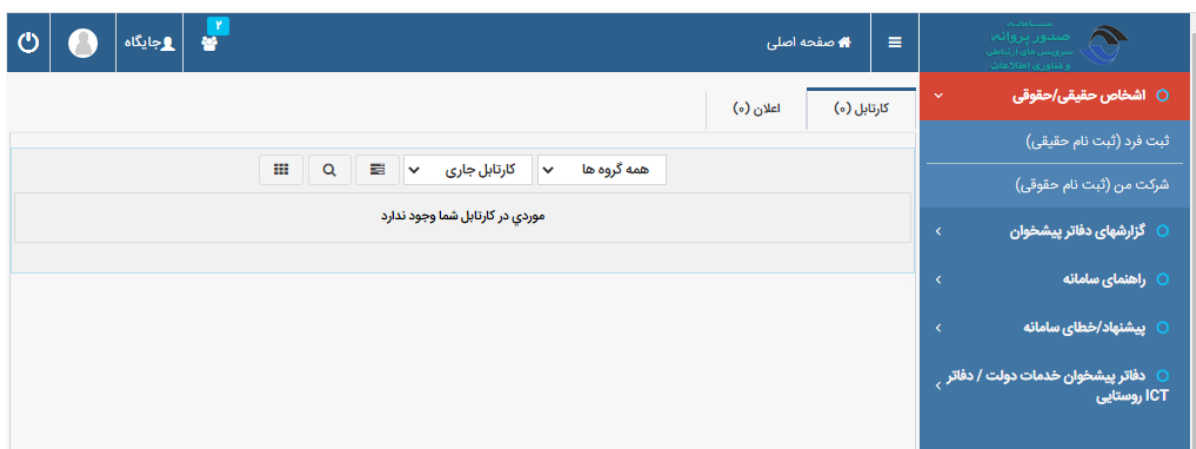 سامانه
صدور پروانه
سرویس های ارتباطی
و فناوری اطلاعات
صفحه اصلی
جایگاه
۲
اشخاص حقیقی/حقوقی
ثبت فرد (ثبت نام حقیقی)
شرکت من (ثبت نام حقوقی)
گزارشهای دفاتر پیشخوان
راهنمای سامانه
پیشنهاد/خطای سامانه
دفاتر پیشخوان خدمات دولت / دفاتر
ICT روستایی
کارتابل (۰)
اعلان (۰)
همه گروه ها
کارتابل جاری
موردي در کارتابل شما وجود ندارد